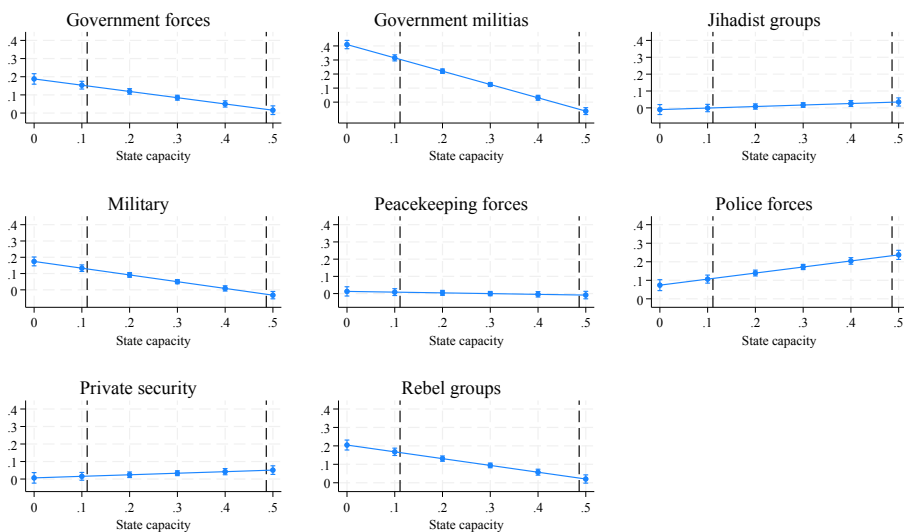 Government forces
.4
.3
.2
.1
0
0 .1 .2 .3 .4 .5
State capacity
Government militias
.4
.3
.2
.1
0
0 .1 .2 .3 .4 .5
State capacity
Jihadist groups
.4
.3
.2
.1
0
0 .1 .2 .3 .4 .5
State capacity
Military
.4
.3
.2
.1
0
0 .1 .2 .3 .4 .5
State capacity
Peacekeeping forces
.4
.3
.2
.1
0
0 .1 .2 .3 .4 .5
State capacity
Police forces
.4
.3
.2
.1
0
0 .1 .2 .3 .4 .5
State capacity
Private security
.4
.3
.2
.1
0
0 .1 .2 .3 .4 .5
State capacity
Rebel groups
.4
.3
.2
.1
0
0 .1 .2 .3 .4 .5
State capacity